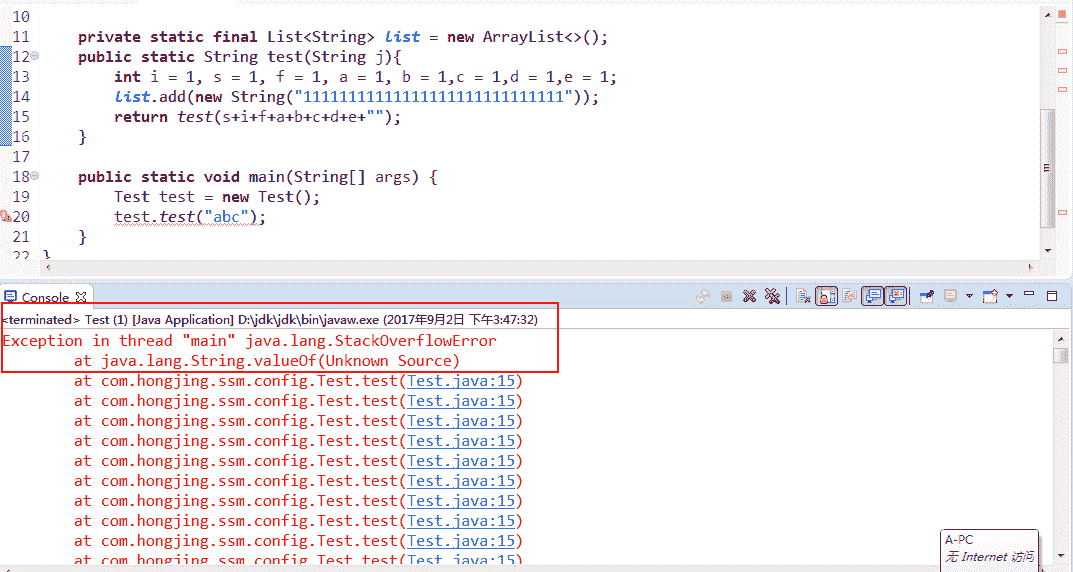 10
11 private static final List<String> list = new ArrayList<>();
12 public static String test(String j){
13 int i = 1, s = 1, f = 1, a = 1, b = 1,c = 1,d = 1,e = 1;
14 list.add(new String("11111111111111111111111111111"));
15 return test(s+i+f+a+b+c+d+e+"");
16 }
17
18 public static void main(String[] args) {
19 Test test = new Test();
20 test.test("abc");
21 }
22 }
Console
<terminated> Test (1) [Java Application] D:\jdk\jdk\bin\javaw.exe (2017年9月2日 下午3:47:32)
Exception in thread "main" java.lang.StackOverflowError
at java.lang.String.valueOf(Unknown Source)
at com.hongjing.ssm.config.Test.test(Test.java:15)
at com.hongjing.ssm.config.Test.test(Test.java:15)
at com.hongjing.ssm.config.Test.test(Test.java:15)
at com.hongjing.ssm.config.Test.test(Test.java:15)
at com.hongjing.ssm.config.Test.test(Test.java:15)
at com.hongjing.ssm.config.Test.test(Test.java:15)
at com.hongjing.ssm.config.Test.test(Test.java:15)
at com.hongjing.ssm.config.Test.test(Test.java:15)
at com.hongjing.ssm.config.Test.test(Test.java:15)
at com.hongjing.ssm.config.Test.test(Test.java:15)
A-PC
无 Internet 访问